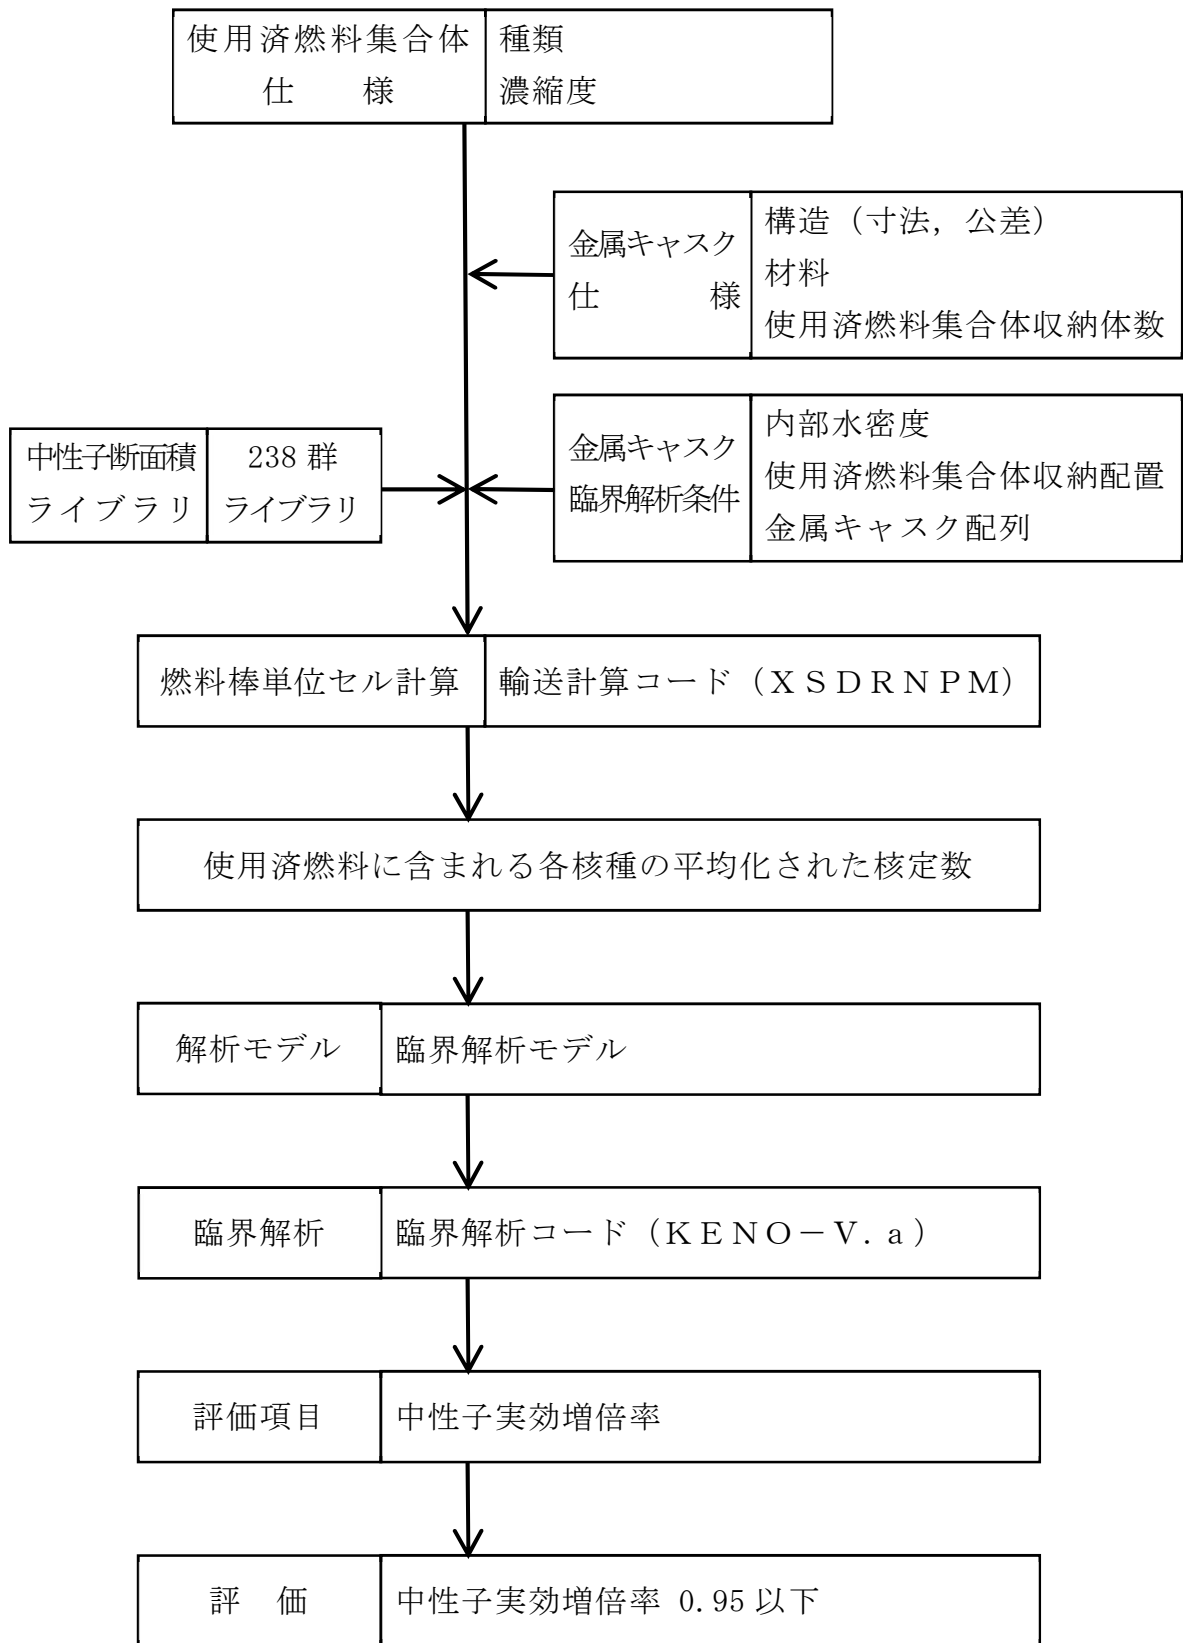 使用済燃料集合体
仕 様
種類
濃縮度
金属キャスク
仕 様
構造（寸法，公差）
材料
使用済燃料集合体収納体数
中性子断面積
ライブラリ
238 群
ライブラリ
金属キャスク
臨界解析条件
内部水密度
使用済燃料集合体収納配置
金属キャスク配列
燃料棒単位セル計算
輸送計算コード（ＸＳＤＲＮＰＭ）
使用済燃料に含まれる各核種の平均化された核定数
解析モデル
臨界解析モデル
臨界解析
臨界解析コード（ＫＥＮＯ－Ｖ.ａ）
評価項目
中性子実効増倍率
評 価
中性子実効増倍率 0.95 以下